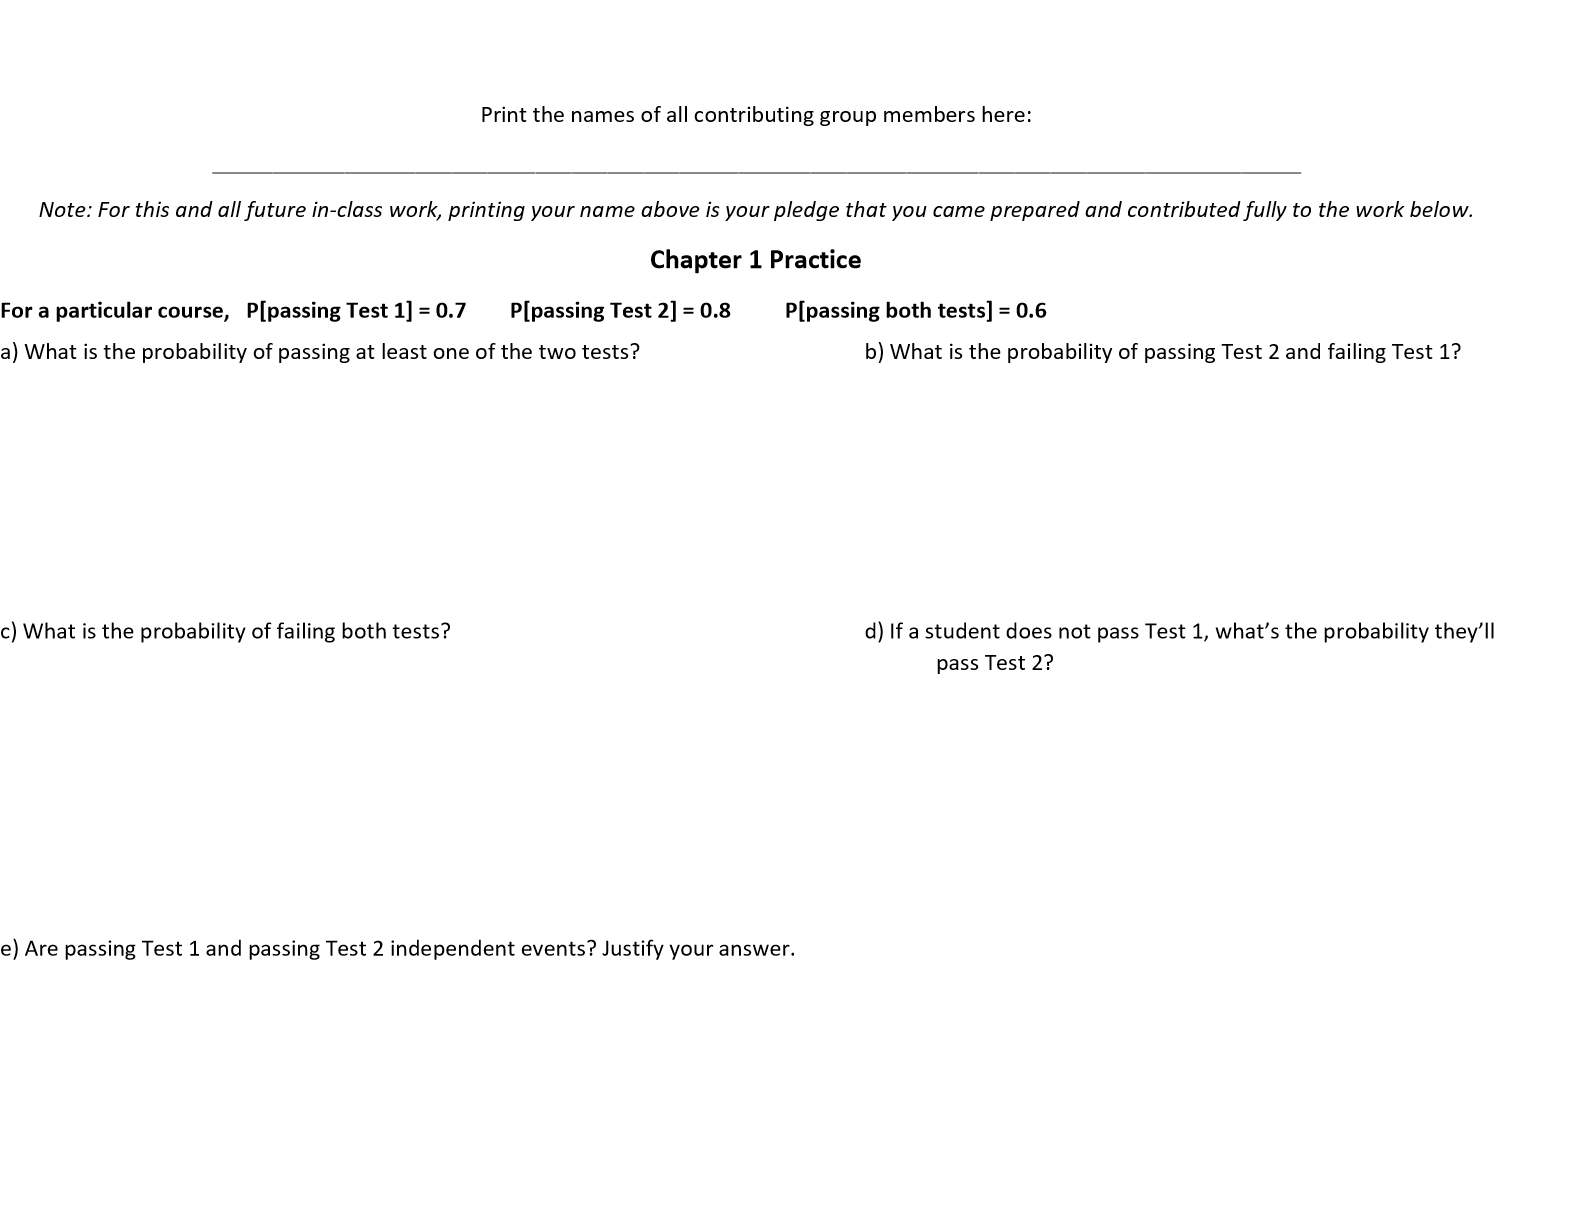 Print the names of all contributing group members here:
Note: For this and all future in-class work, printing your name above is your pledge that you came prepared and contributed fully to the work below.
Chapter 1 Practice
For a particular course, P[passing Test 1] = 0.7 P[passing Test 2] = 0.8 P[passing both tests] = 0.6
a) What is the probability of passing at least one of the two tests?
b) What is the probability of passing Test 2 and failing Test 1?
c) What is the probability of failing both tests?
d) If a student does not pass Test 1, what’s the probability they’ll
pass Test 2?
e) Are passing Test 1 and passing Test 2 independent events? Justify your answer.